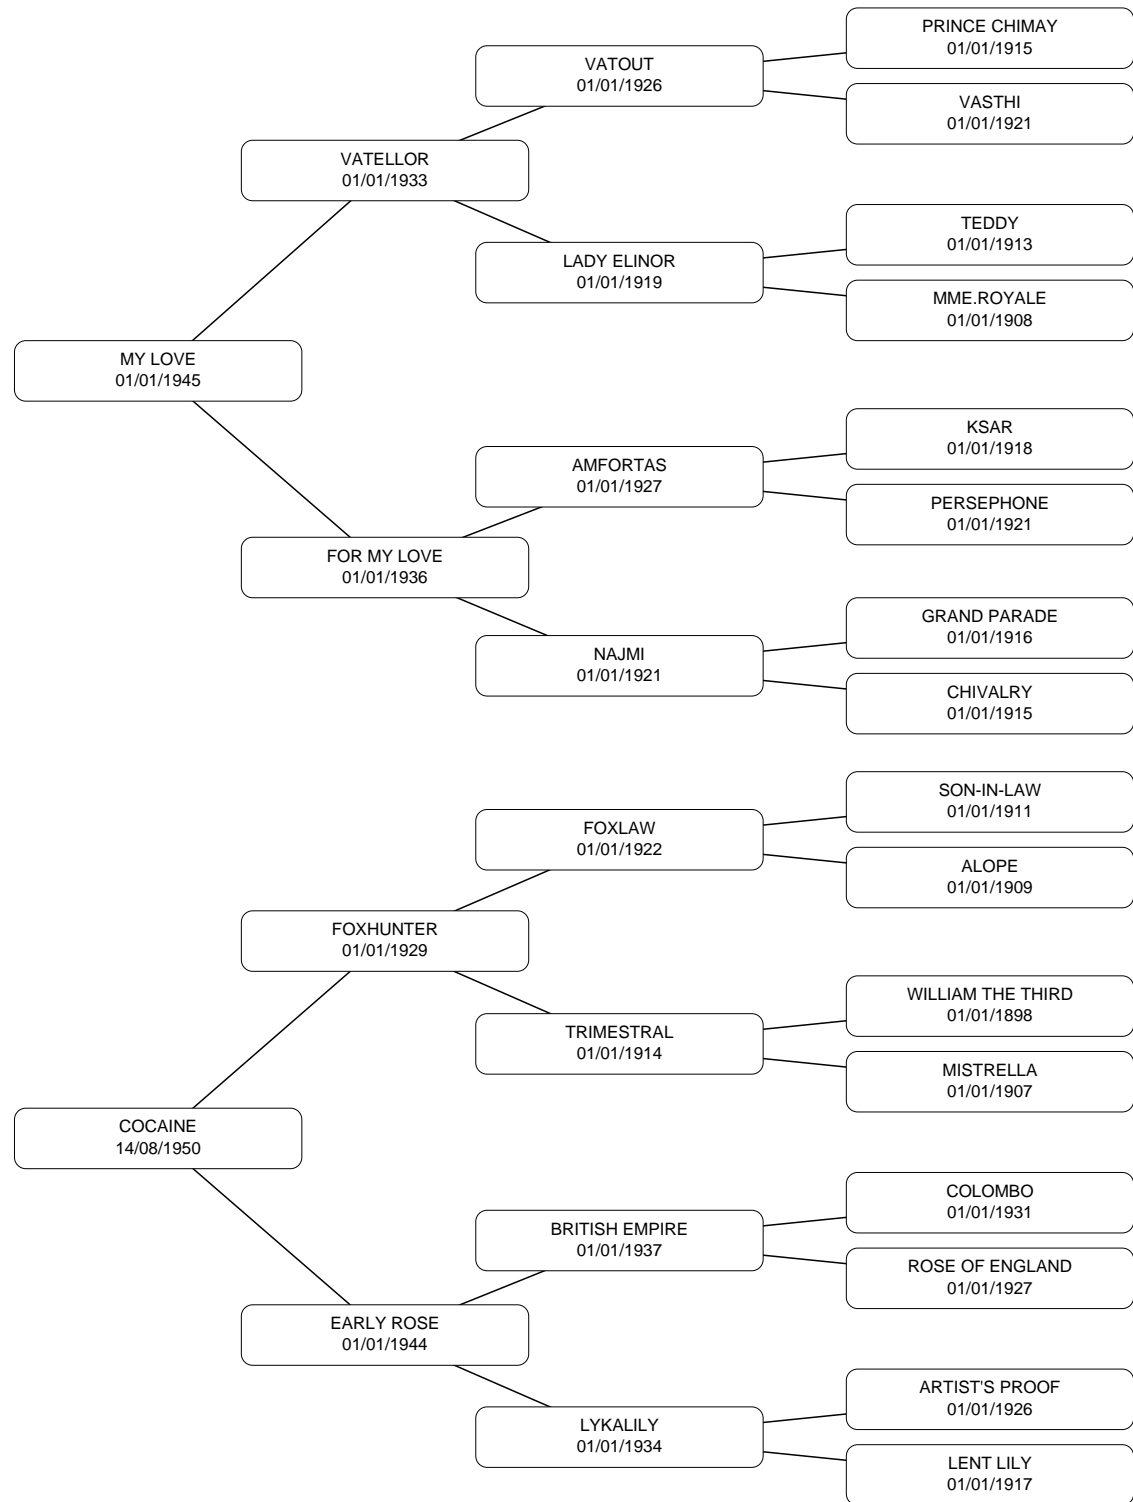 PRINCE CHIMAY
01/01/1915
VATOUT
01/01/1926
VASTHI
01/01/1921
VATELLOR
01/01/1933
TEDDY
01/01/1913
LADY ELINOR
01/01/1919
MME.ROYALE
01/01/1908
MY LOVE
01/01/1945
KSAR
01/01/1918
AMFORTAS
01/01/1927
PERSEPHONE
01/01/1921
FOR MY LOVE
01/01/1936
GRAND PARADE
01/01/1916
NAJMI
01/01/1921
CHIVALRY
01/01/1915
SON-IN-LAW
01/01/1911
FOXLAW
01/01/1922
ALOPE
01/01/1909
FOXHUNTER
01/01/1929
WILLIAM THE THIRD
01/01/1898
TRIMESTRAL
01/01/1914
MISTRELLA
01/01/1907
COCAINE
14/08/1950
COLOMBO
01/01/1931
BRITISH EMPIRE
01/01/1937
ROSE OF ENGLAND
01/01/1927
EARLY ROSE
01/01/1944
ARTIST'S PROOF
01/01/1926
LYKALILY
01/01/1934
LENT LILY
01/01/1917